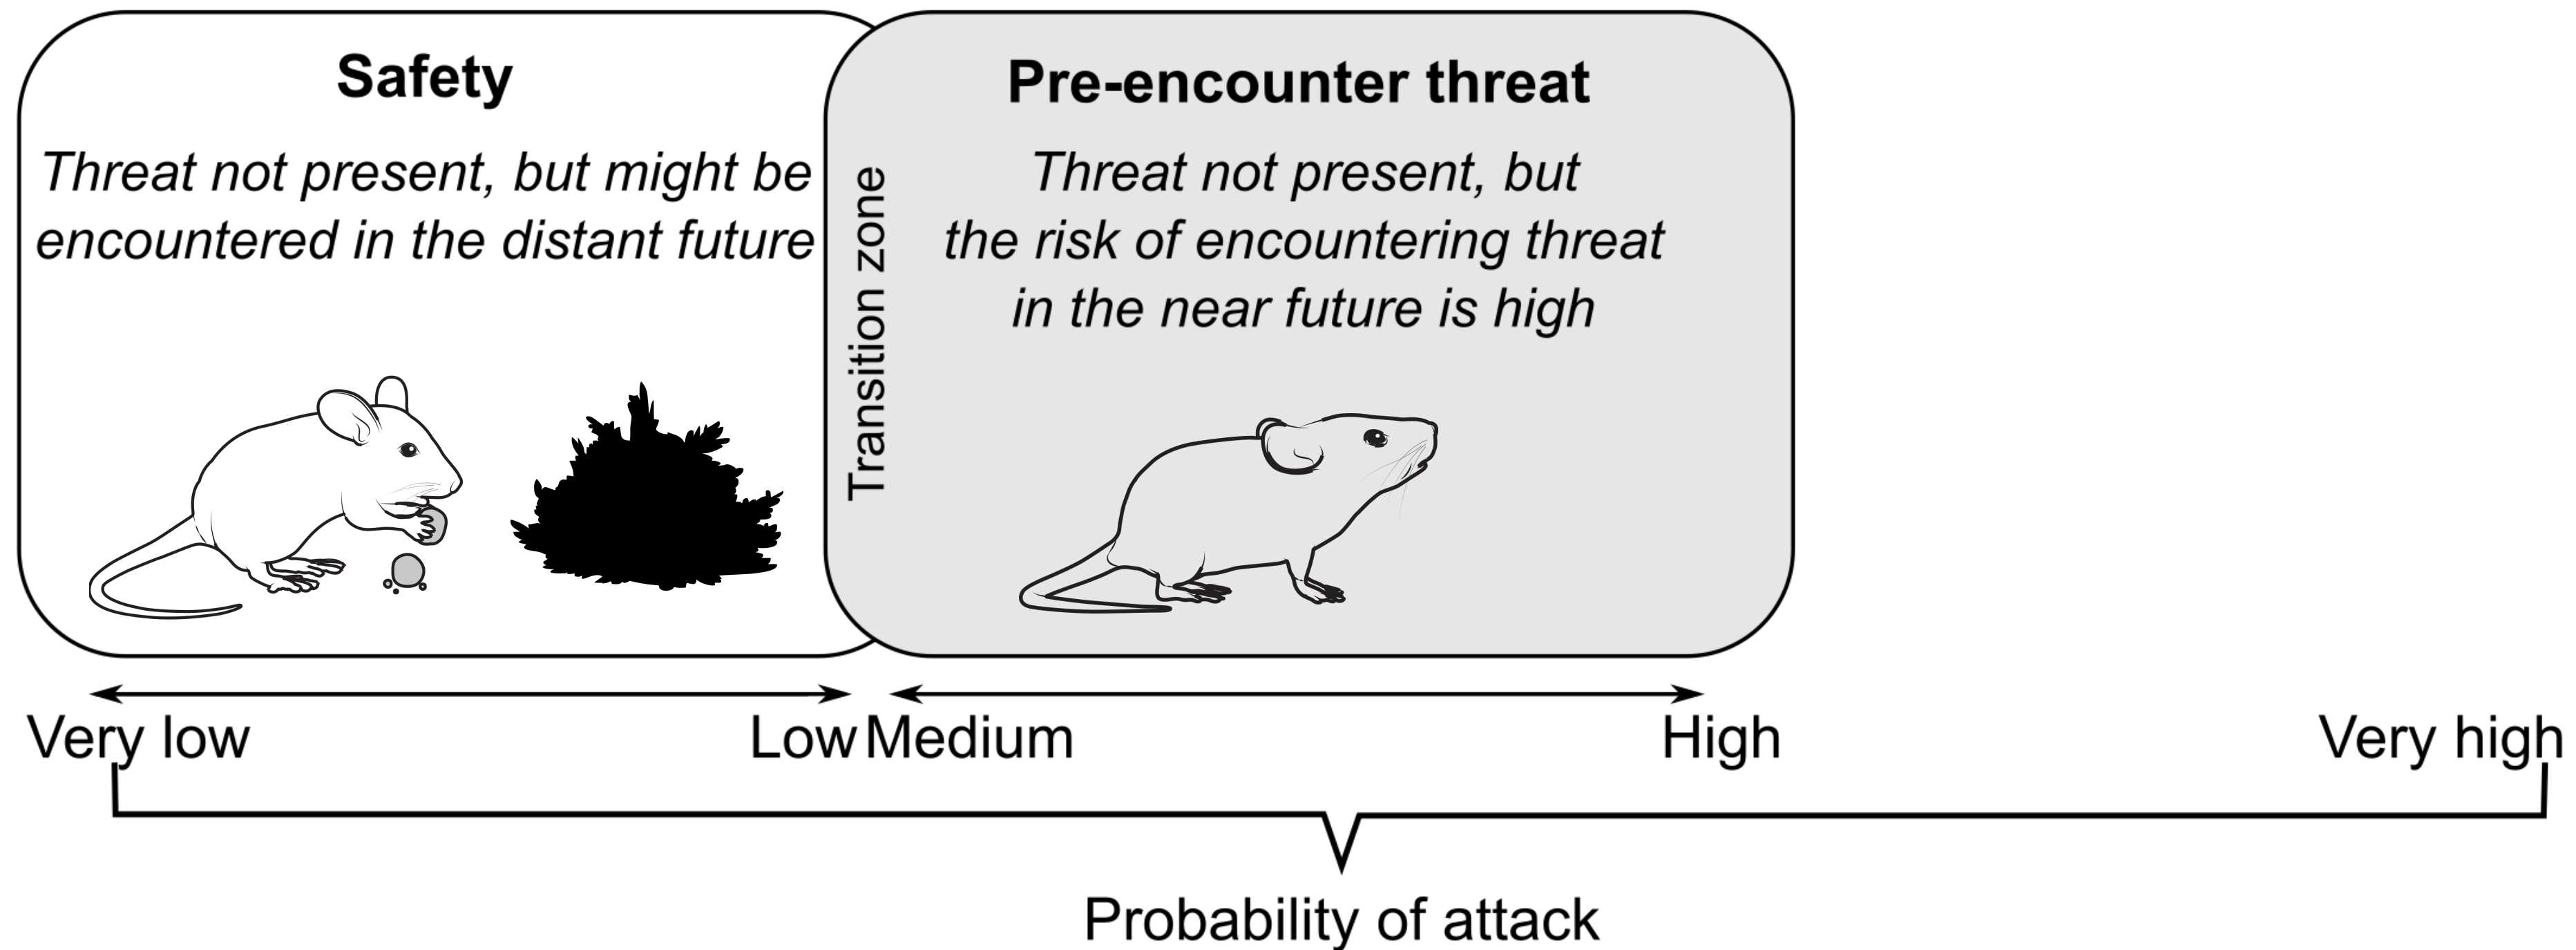 Safety
Threat not present, but might be
encountered in the distant future
Transition zone
Pre-encounter threat
Threat not present, but
the risk of encountering threat
in the near future is high
Very low
Low
Medium
High
Very high
Probability of attack